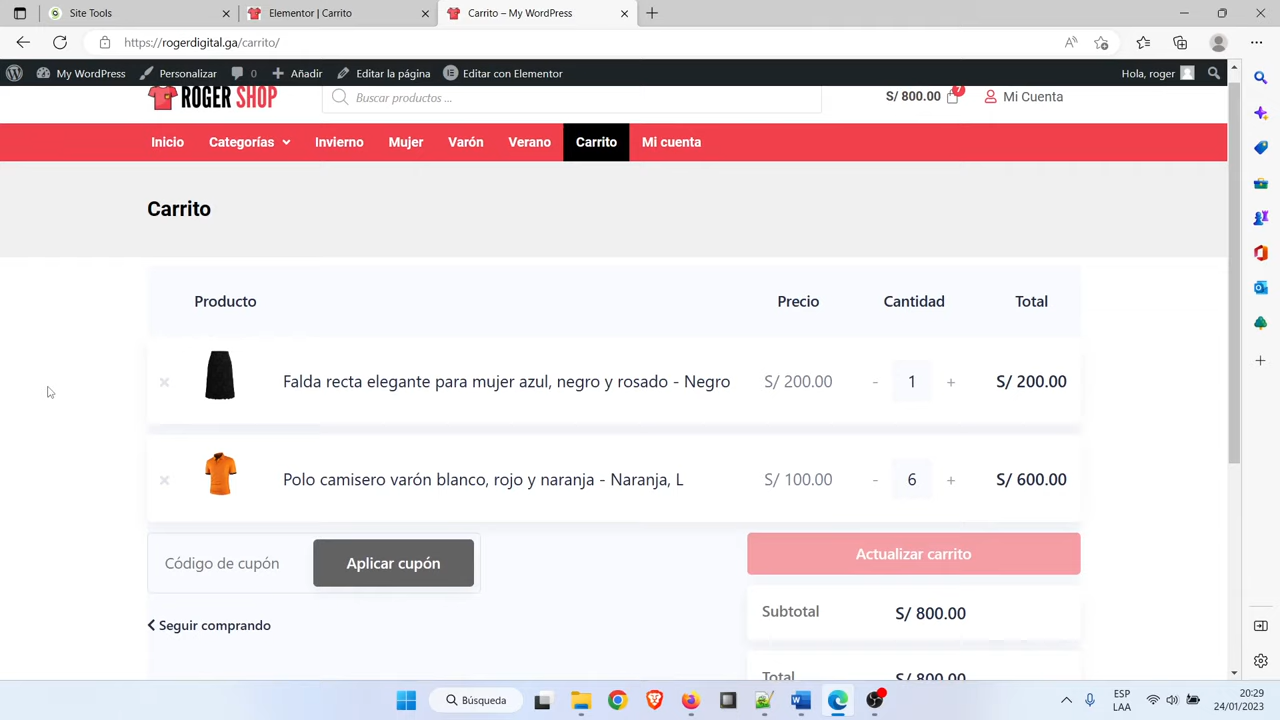 Site Tools
Elementor | Carrito
Carrito – My WordPress
https://rogerdigital.ga/carrito/
My WordPress Personalizar 0 Añadir Editar la página Editar con Elementor Hola, roger
ROGER SHOP
Buscar productos ...
S/ 800.00 7 Mi Cuenta
Inicio Categorías Invierno Mujer Varón Verano Carrito Mi cuenta
Carrito
Producto Precio Cantidad Total
Falda recta elegante para mujer azul, negro y rosado - Negro S/ 200.00 - 1 + S/ 200.00
Polo camisero varón blanco, rojo y naranja - Naranja, L S/ 100.00 - 6 + S/ 600.00
Código de cupón Aplicar cupón Actualizar carrito
Subtotal S/ 800.00
Seguir comprando
Total S/ 800.00
Búsqueda
ESP
LAA
20:29
24/01/2023